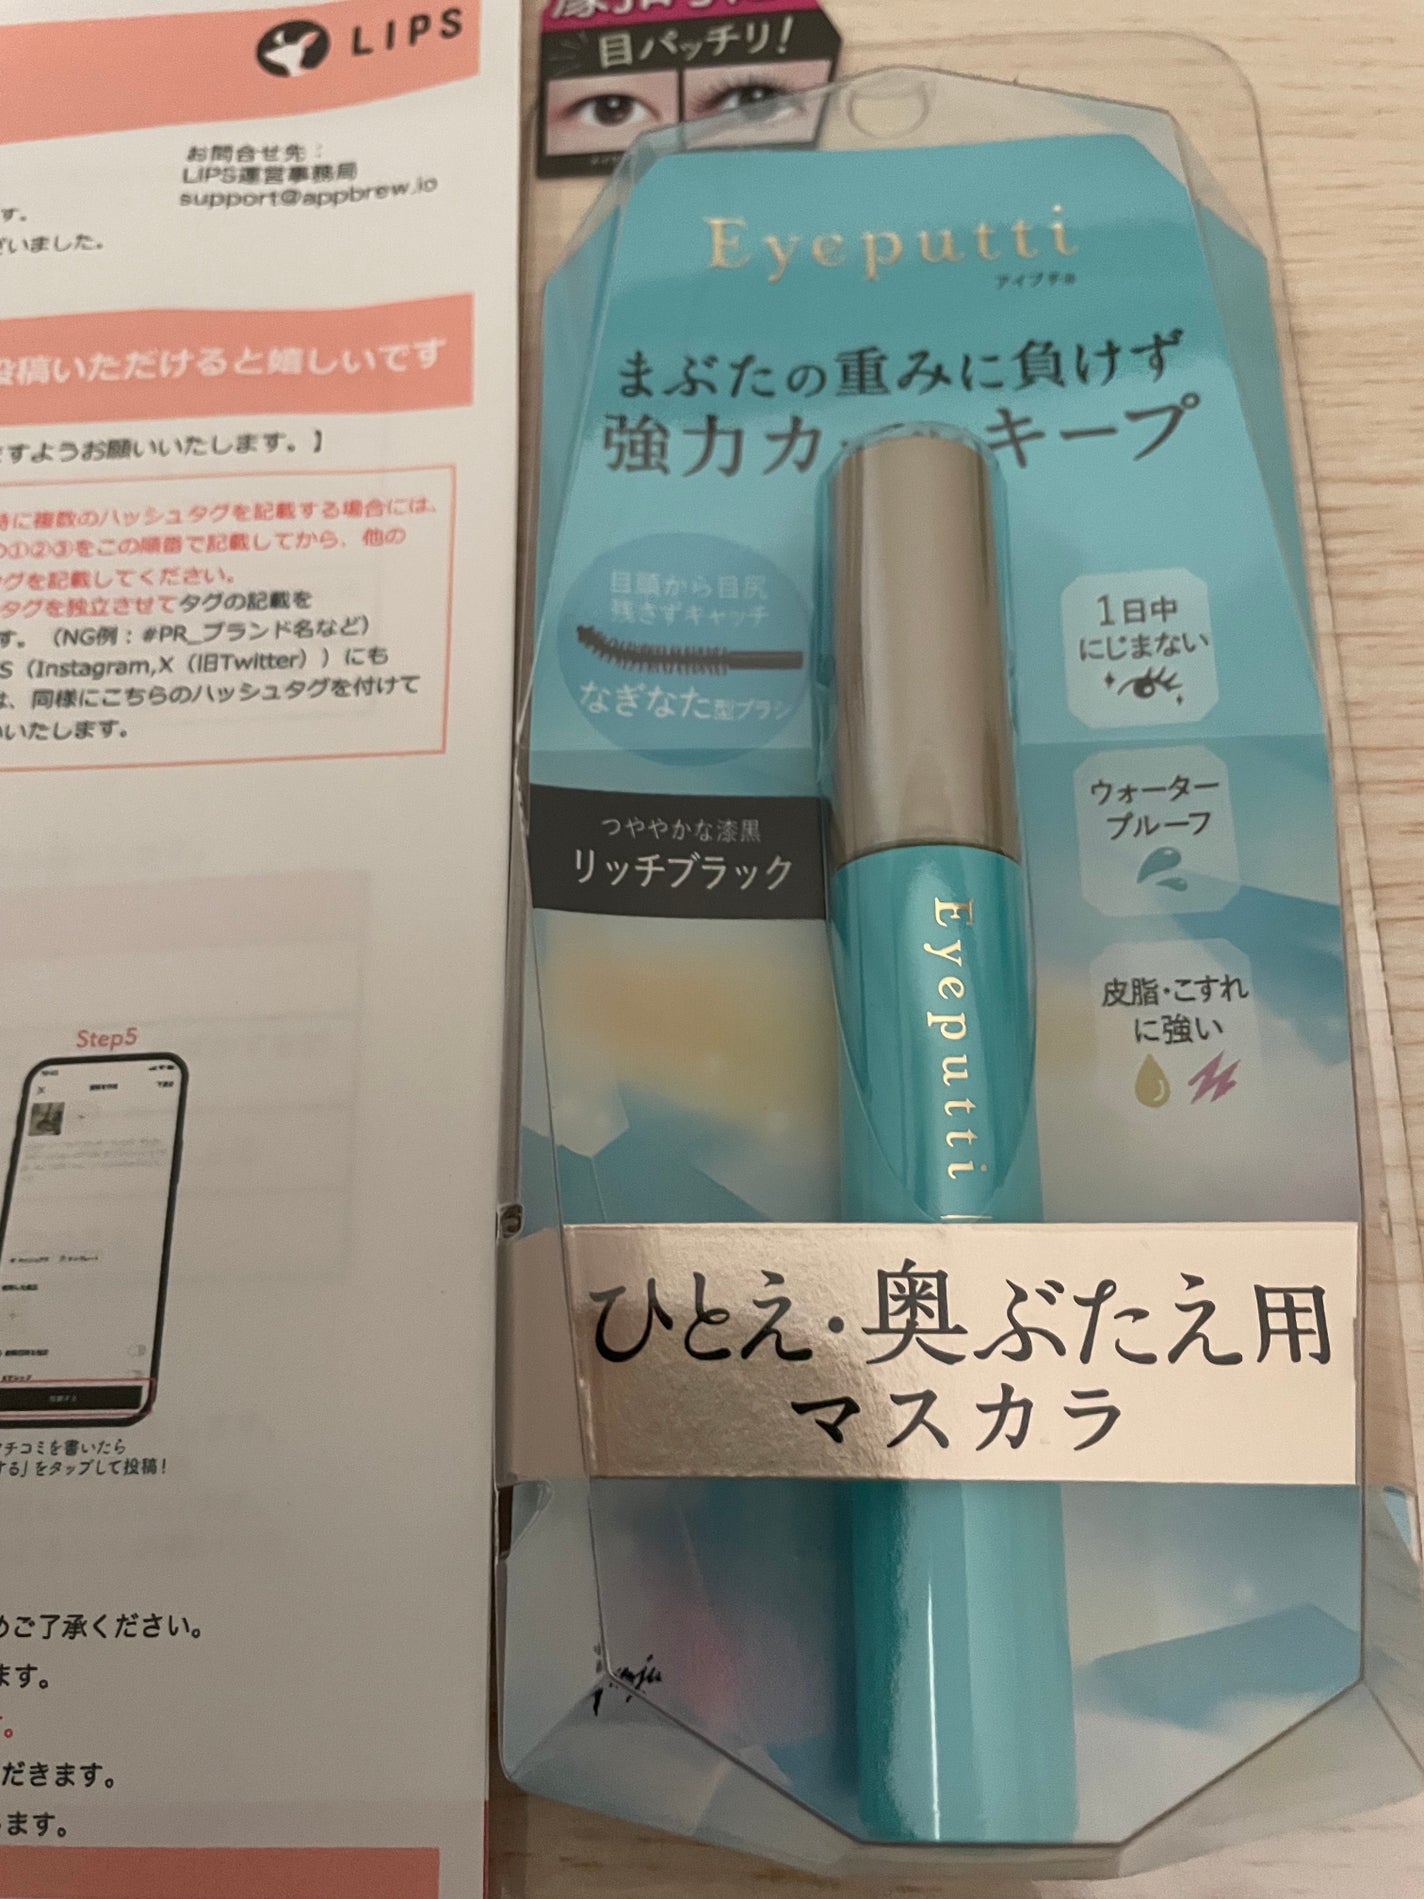 LIPS
お問合せ先：
LIPS運営事務局
support@appbrew.io
す。
いました。
稿いただけると嬉しいです
すようお願いいたします。】
に複数のハッシュタグを記載する場合には、
①②③をこの順番で記載してから、他の
グを記載してください。
タグを独立させてタグの記載を
す。（NG例：#PR_ブランド名など）
S（Instagram,X（旧Twitter））にも
、同様にこちらのハッシュタグを付けて
いたします。
Step5
チコミを書いたら
する」をタップして投稿！
めご了承ください。
ます。
。
だきます。
ます。
目パッチリ！
Eyeputti
アイプチ®
まぶたの重みに負けず
強力カールキープ
目頭から目尻
残さずキャッチ
なぎなた型ブラシ
つややかな漆黒
リッチブラック
1日中
にじまない
ウォーター
プルーフ
皮脂・こすれ
に強い
Eyeputti
ひとえ・奥ぶたえ用
マスカラ